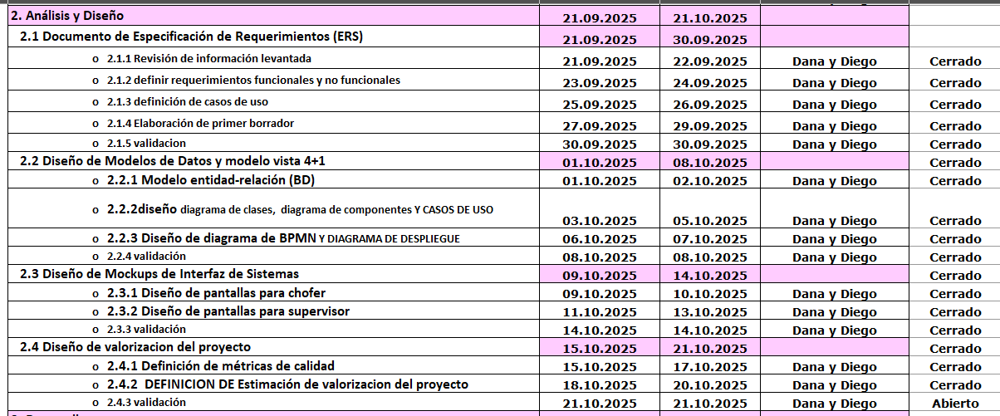 2. Análisis y Diseño 21.09.2025 21.10.2025
2.1 Documento de Especificación de Requerimientos (ERS) 21.09.2025 30.09.2025
o 2.1.1 Revisión de información levantada 21.09.2025 22.09.2025 Dana y Diego Cerrado
o 2.1.2 definir requerimientos funcionales y no funcionales 23.09.2025 24.09.2025 Dana y Diego Cerrado
o 2.1.3 definición de casos de uso 25.09.2025 26.09.2025 Dana y Diego Cerrado
o 2.1.4 Elaboración de primer borrador 27.09.2025 29.09.2025 Dana y Diego Cerrado
o 2.1.5 validacion 30.09.2025 30.09.2025 Dana y Diego Cerrado
2.2 Diseño de Modelos de Datos y modelo vista 4+1 01.10.2025 08.10.2025 Cerrado
o 2.2.1 Modelo entidad-relación (BD) 01.10.2025 02.10.2025 Dana y Diego Cerrado
o 2.2.2diseño diagrama de clases, diagrama de componentes Y CASOS DE USO 03.10.2025 05.10.2025 Dana y Diego Cerrado
o 2.2.3 Diseño de diagrama de BPMN Y DIAGRAMA DE DESPLIEGUE 06.10.2025 07.10.2025 Dana y Diego Cerrado
o 2.2.4 validación 08.10.2025 08.10.2025 Dana y Diego Cerrado
2.3 Diseño de Mockups de Interfaz de Sistemas 09.10.2025 14.10.2025 Cerrado
o 2.3.1 Diseño de pantallas para chofer 09.10.2025 10.10.2025 Dana y Diego Cerrado
o 2.3.2 Diseño de pantallas para supervisor 11.10.2025 13.10.2025 Dana y Diego Cerrado
o 2.3.3 validación 14.10.2025 14.10.2025 Dana y Diego Cerrado
2.4 Diseño de valorizacion del proyecto 15.10.2025 21.10.2025 Cerrado
o 2.4.1 Definición de métricas de calidad 15.10.2025 17.10.2025 Dana y Diego Cerrado
o 2.4.2 DEFINICION DE Estimación de valorizacion del proyecto 18.10.2025 20.10.2025 Dana y Diego Cerrado
o 2.4.3 validación 21.10.2025 21.10.2025 Dana y Diego Abierto